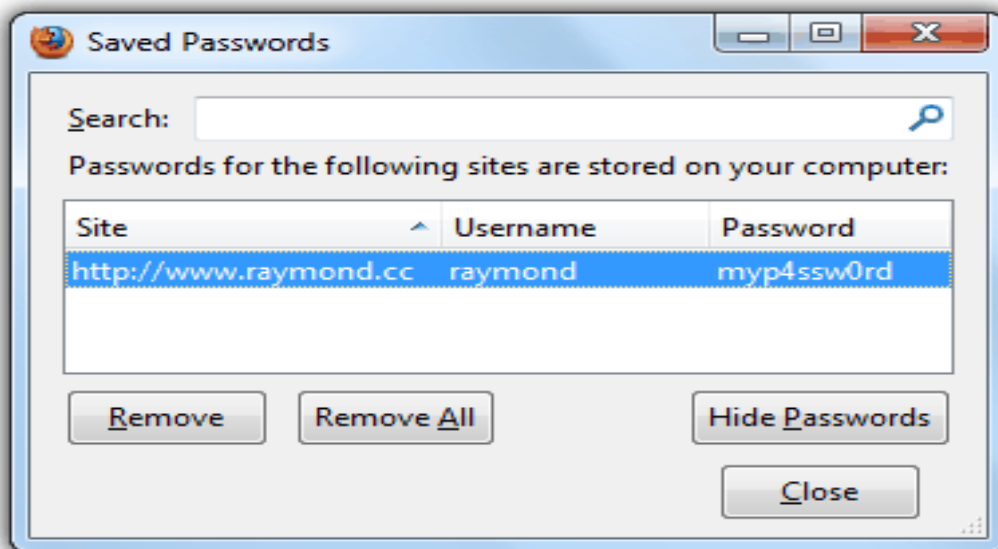 Saved Passwords
Search:
Passwords for the following sites are stored on your computer:
Site Username Password
http://www.raymond.cc raymond myp4ssw0rd
Remove Remove All Hide Passwords
Close